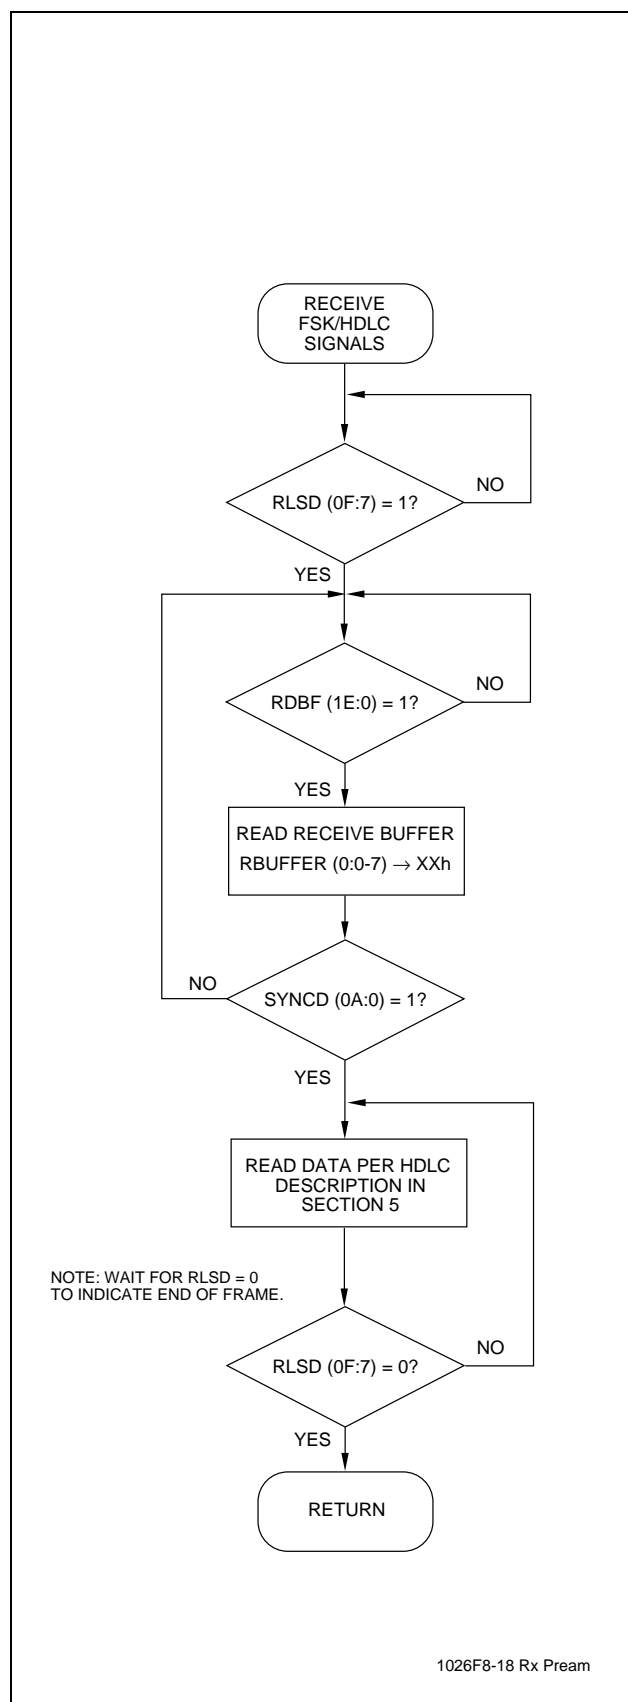 RECEIVE
FSK/HDLC
SIGNALS
RLSD (0F:7) = 1?
NO
YES
RDBF (1E:0) = 1?
NO
YES
READ RECEIVE BUFFER
RBUFFER (0:0-7) → XXh
NO
SYNCD (0A:0) = 1?
YES
READ DATA PER HDLC
DESCRIPTION IN
SECTION 5
NOTE: WAIT FOR RLSD = 0
TO INDICATE END OF FRAME.
RLSD (0F:7) = 0?
NO
YES
RETURN
1026F8-18 Rx Pream